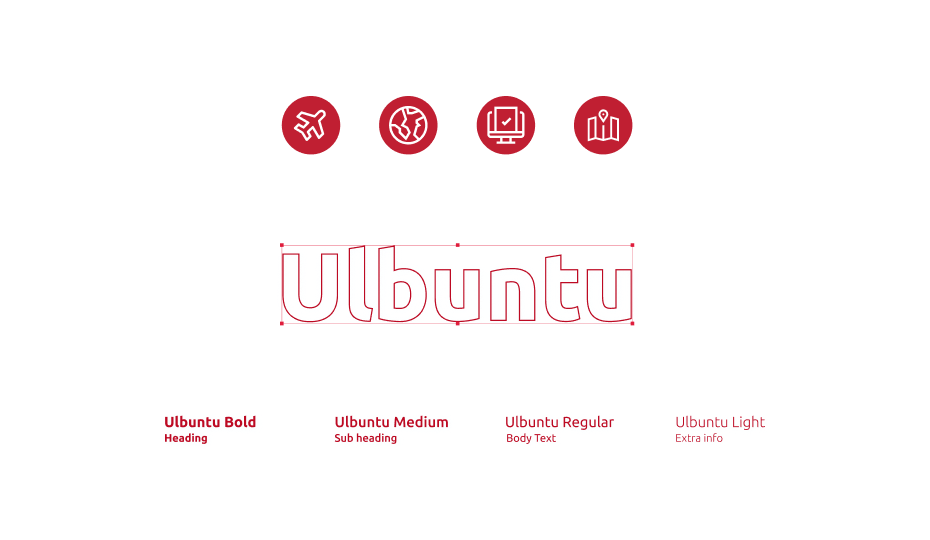 Ulbuntu
Ulbuntu Bold
Heading
Ulbuntu Medium
Sub heading
Ulbuntu Regular
Body Text
Ulbuntu Light
Extra info